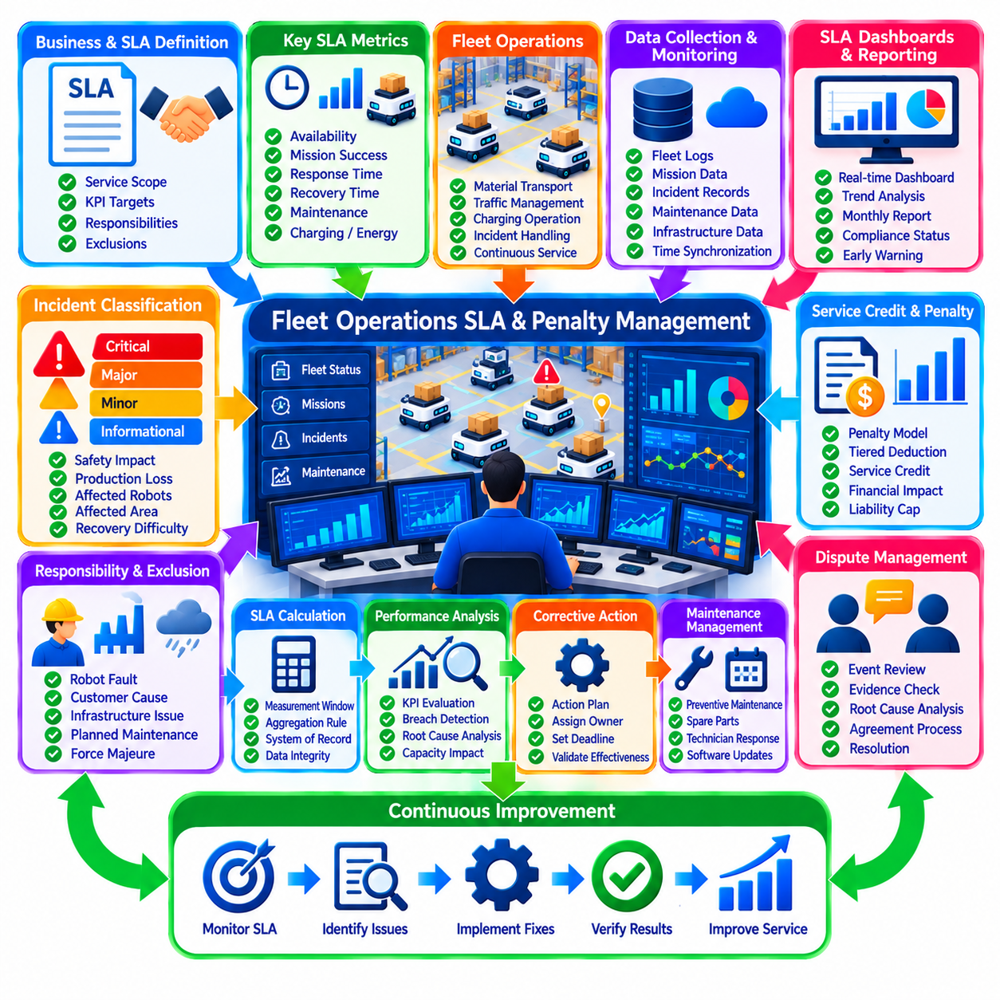 Business & SLA Definition
SLA
Service Scope
KPI Targets
Responsibilities
Exclusions
Key SLA Metrics
Availability
Mission Success
Response Time
Recovery Time
Maintenance
Charging / Energy
Fleet Operations
Material Transport
Traffic Management
Charging Operation
Incident Handling
Continuous Service
Data Collection &
Monitoring
Fleet Logs
Mission Data
Incident Records
Maintenance Data
Infrastructure Data
Time Synchronization
SLA Dashboards
& Reporting
Real-time Dashboard
Trend Analysis
Monthly Report
Compliance Status
Early Warning
Incident Classification
Critical
Major
Minor
Informational
Safety Impact
Production Loss
Affected Robots
Affected Area
Recovery Difficulty
Fleet Operations SLA & Penalty Management
Fleet Status
Missions
Incidents
Maintenance
Service Credit & Penalty
$
Penalty Model
Tiered Deduction
Service Credit
Financial Impact
Liability Cap
Responsibility & Exclusion
Robot Fault
Customer Cause
Infrastructure Issue
Planned Maintenance
Force Majeure
SLA Calculation
Measurement Window
Aggregation Rule
System of Record
Data Integrity
Performance Analysis
KPI Evaluation
Breach Detection
Root Cause Analysis
Capacity Impact
Corrective Action
Action Plan
Assign Owner
Set Deadline
Validate Effectiveness
Maintenance
Management
Preventive Maintenance
Spare Parts
Technician Response
Software Updates
Dispute Management
Event Review
Evidence Check
Root Cause Analysis
Agreement Process
Resolution
Continuous Improvement
Monitor SLA
Identify Issues
Implement Fixes
Verify Results
Improve Service